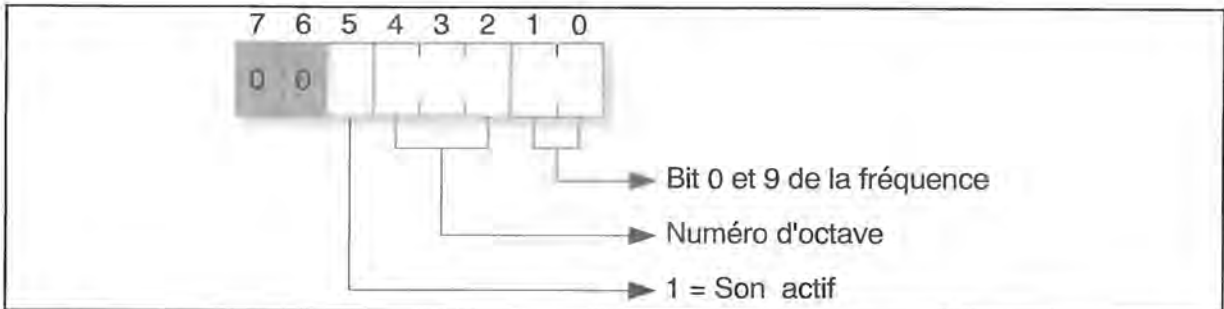 7 6 5 4 3 2 1 0
0 0
Bit 0 et 9 de la fréquence
Numéro d'octave
1 = Son actif